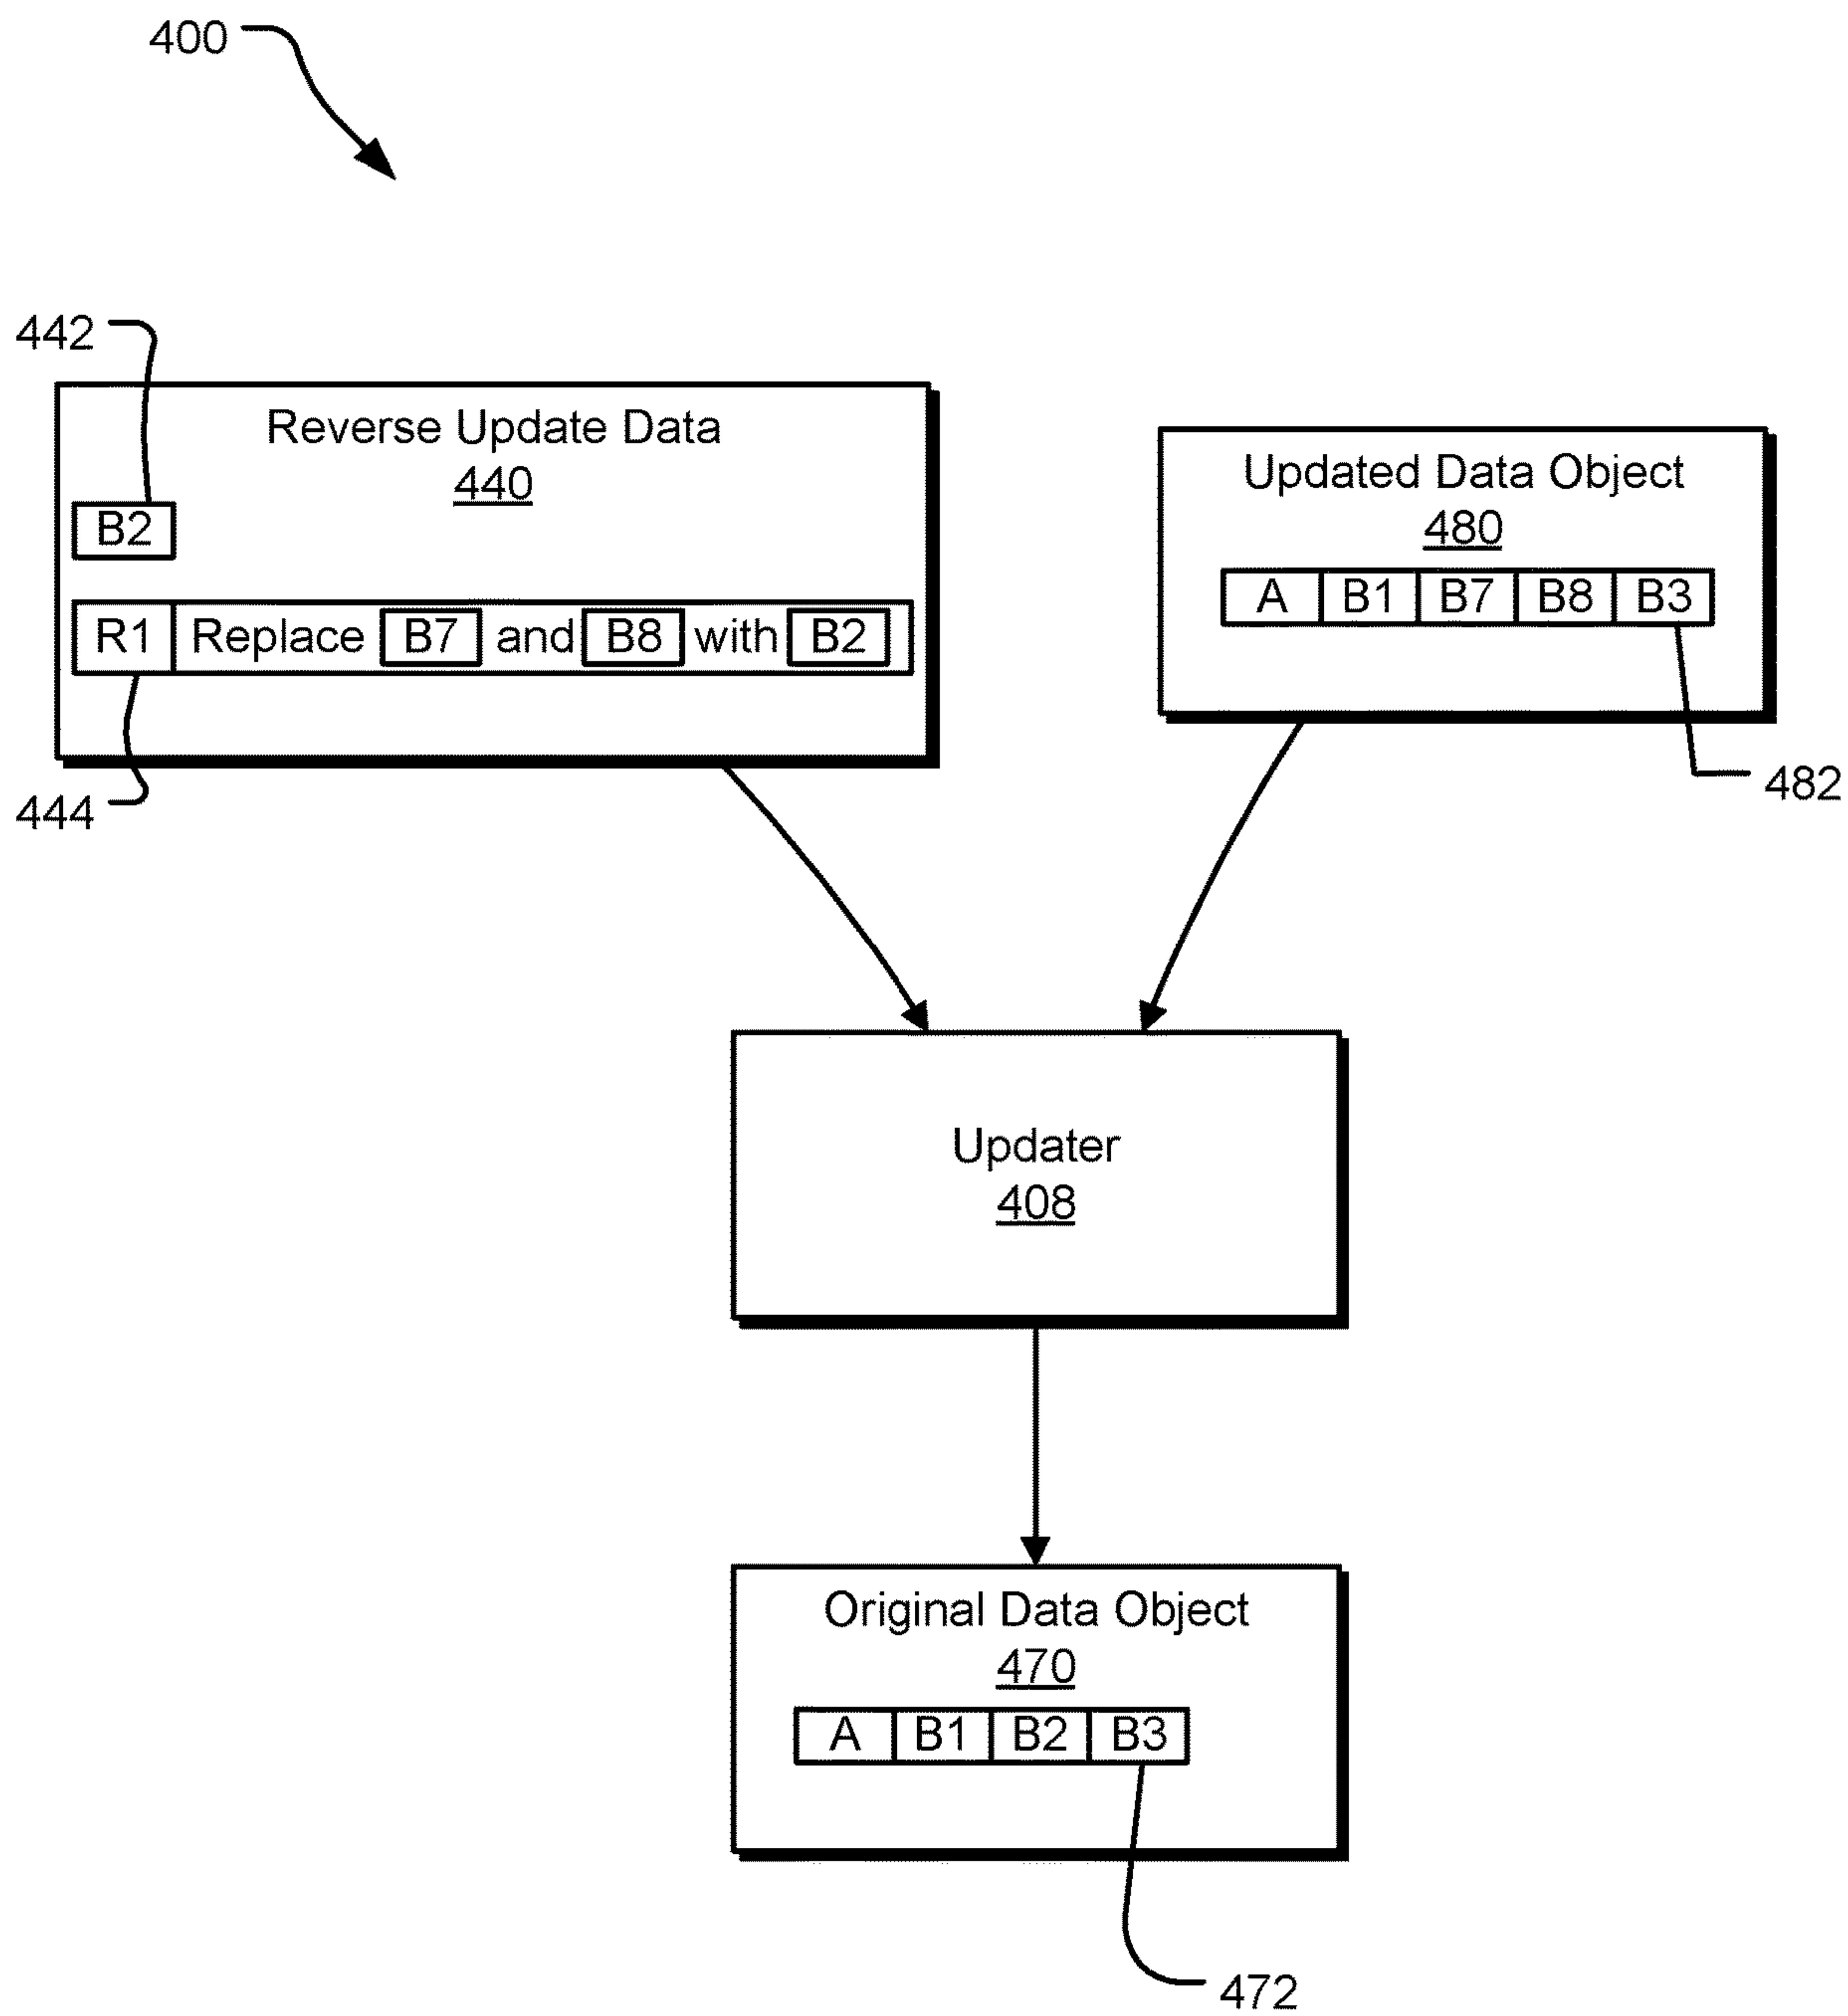 400
442
Reverse Update Data
440
B2
R1 Replace B7 and B8 with B2
444
Updated Data Object
480
A B1 B7 B8 B3
482
Updater
408
Original Data Object
470
A B1 B2 B3
472